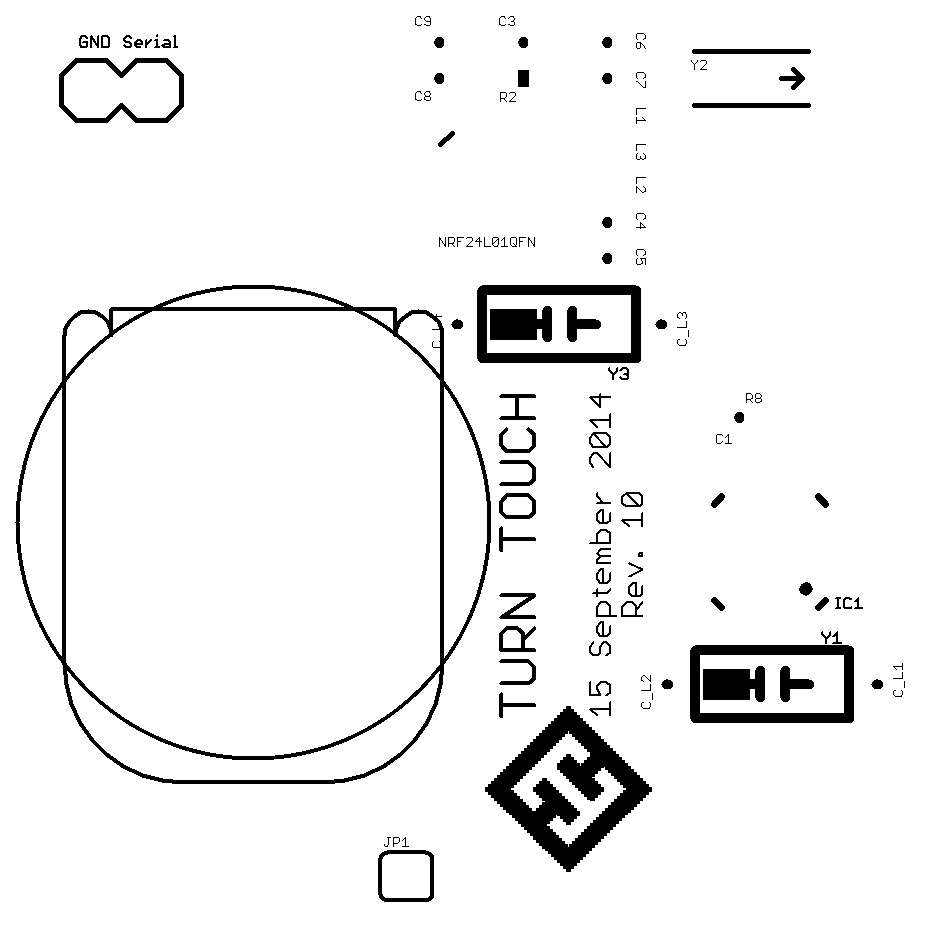 C9
C3
C6
GND Serial
Y2
C7
C8
R2
L1
L3
L2
C4
NRF24L01QFN
C5
C_L3
Y3
R8
C1
TURN TOUCH
15 September 2014
Rev. 10
IC1
Y1
C_L2
C_L1
JP1